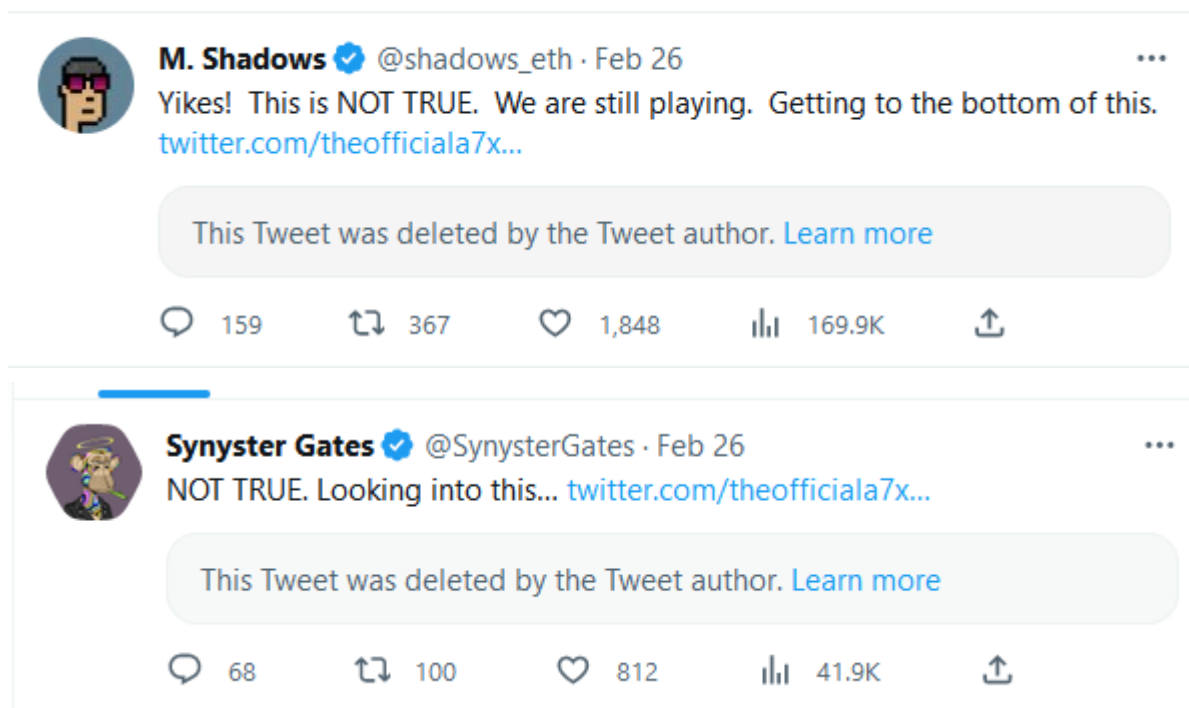 M. Shadows @shadows_eth · Feb 26
Yikes!  This is NOT TRUE.  We are still playing.  Getting to the bottom of this.
twitter.com/theofficiala7x...
This Tweet was deleted by the Tweet author. Learn more
159 367 1,848 169.9K
Synyster Gates @SynysterGates · Feb 26
NOT TRUE. Looking into this... twitter.com/theofficiala7x...
This Tweet was deleted by the Tweet author. Learn more
68 100 812 41.9K